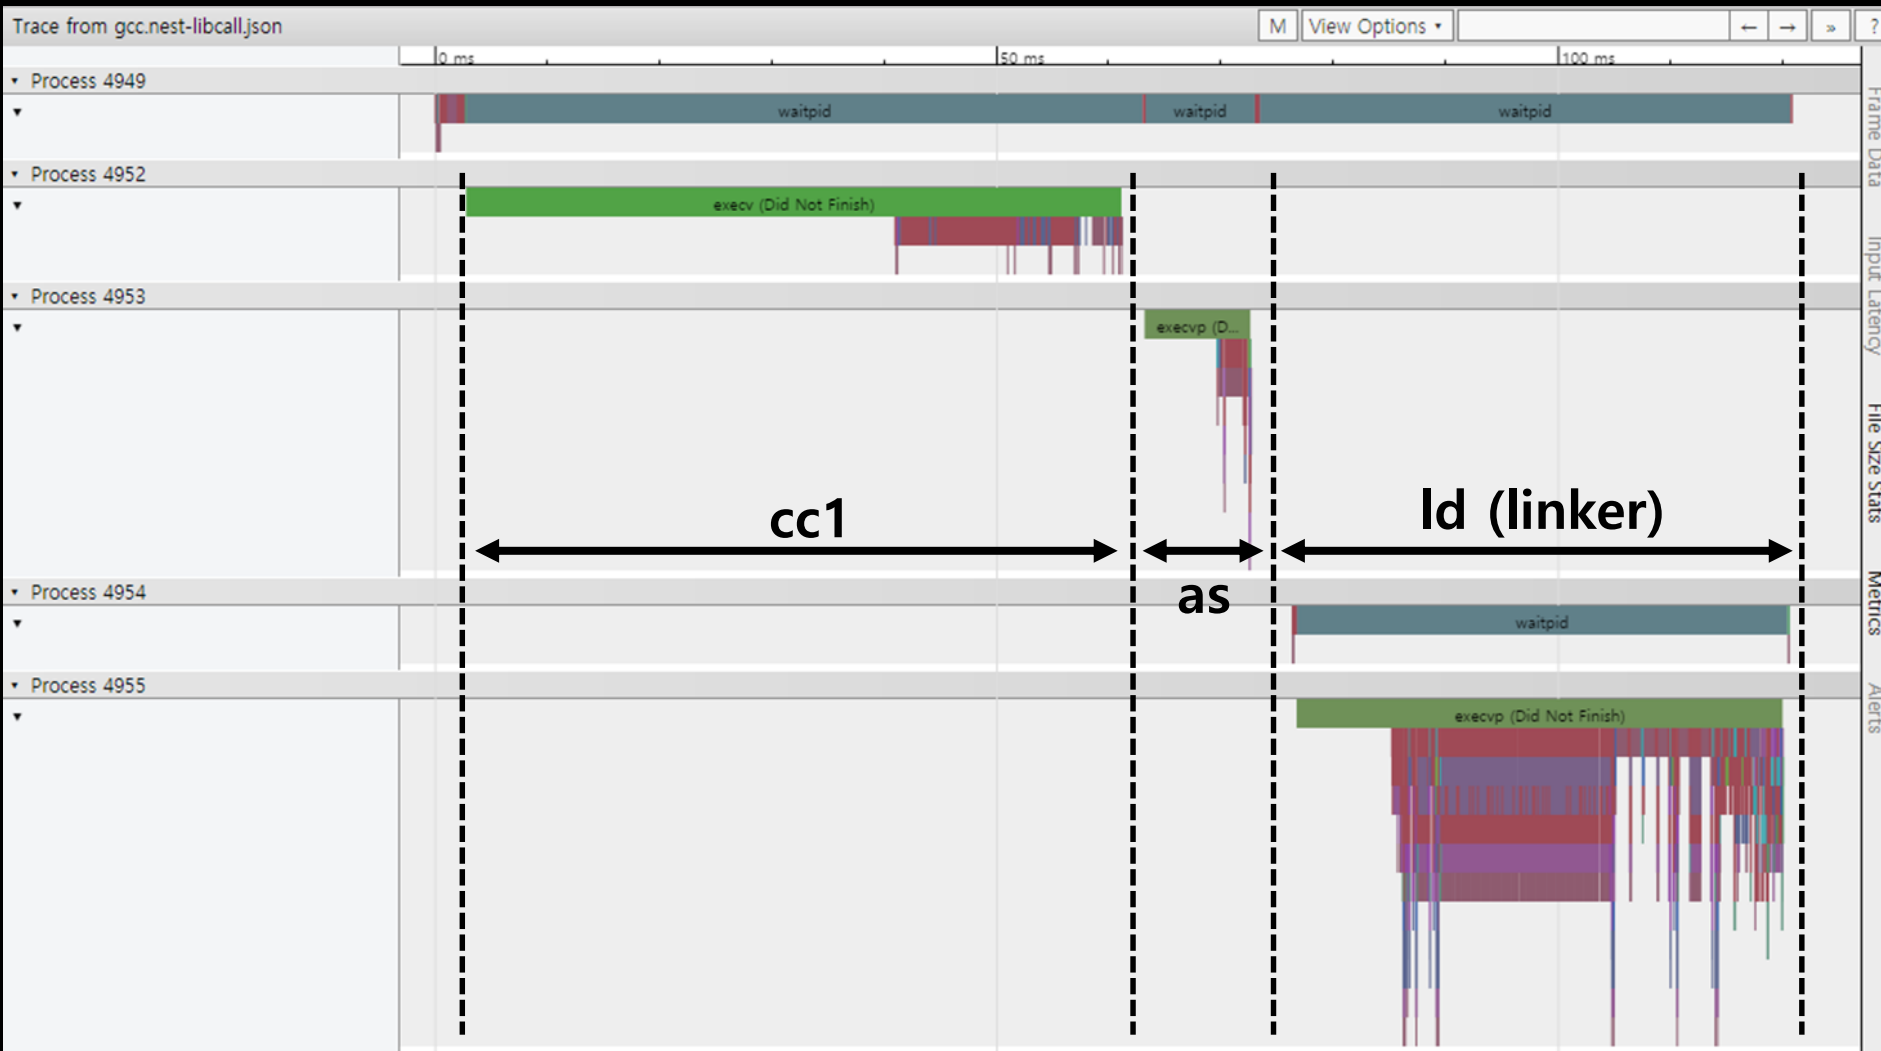 Trace from gcc.nest-libcall.json
M
View Options
← → » ?
0 ms
50 ms
100 ms
Process 4949
waitpid
waitpid
waitpid
Process 4952
execv (Did Not Finish)
Process 4953
execvp (D...
cc1
as
ld (linker)
Process 4954
waitpid
Process 4955
execvp (Did Not Finish)
Frame Data
Input Latency
File Size Stats
Metrics
Alerts